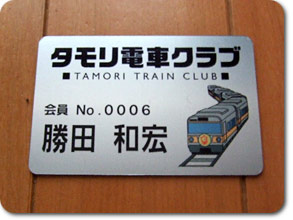 タモリ電車クラブ
■TAMORI TRAIN CLUB■
会員 No.0006
勝田 和宏